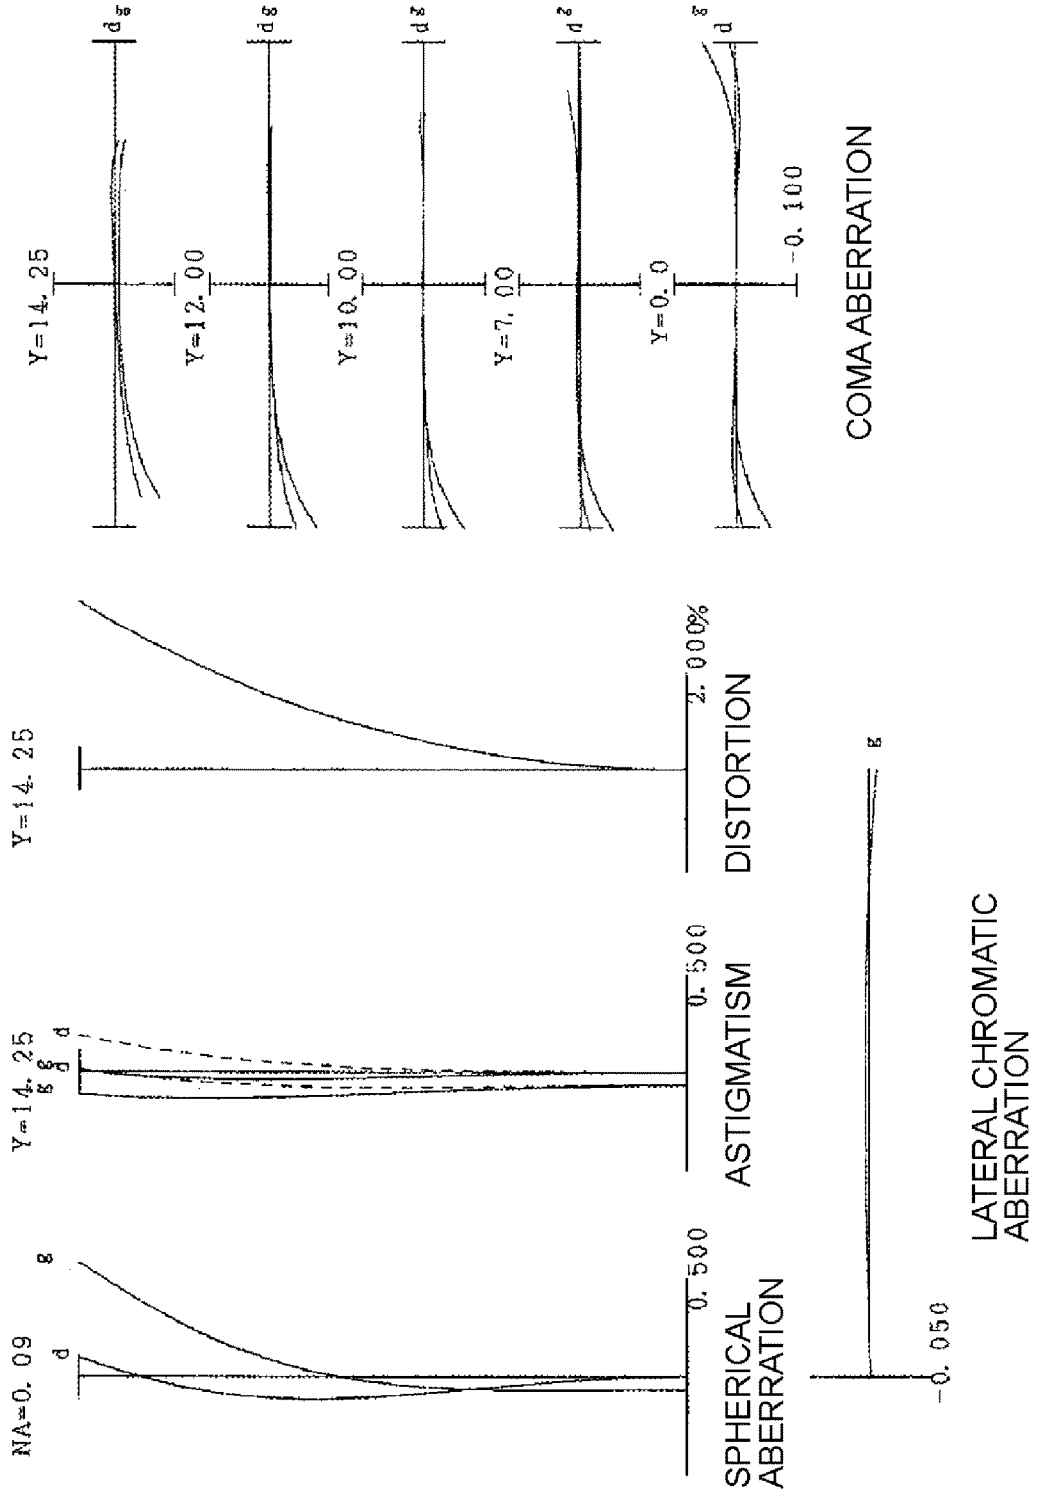 NA=0. 09
d
g
0. 500
SPHERICAL
ABERRATION
Y=14. 25
g
d
g
d
0. 500
ASTIGMATISM
Y=14. 25
2. 000%
DISTORTION
Y=14. 25
d g
Y=12. 00
d g
Y=10. 00
d g
Y=7. 00
d g
Y=0. 0
d
g
-0. 100
COMA ABERRATION
g
-0. 050
LATERAL CHROMATIC
ABERRATION